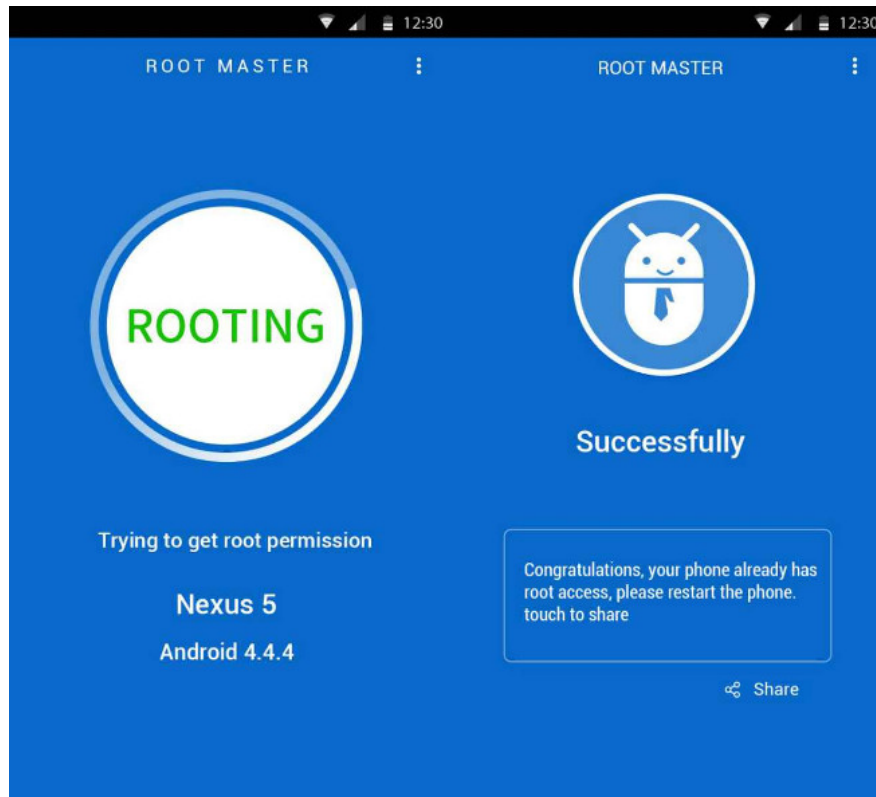 12:30
ROOT MASTER
ROOTING
Trying to get root permission
Nexus 5
Android 4.4.4
12:30
ROOT MASTER
Successfully
Congratulations, your phone already has
root access, please restart the phone.
touch to share
Share